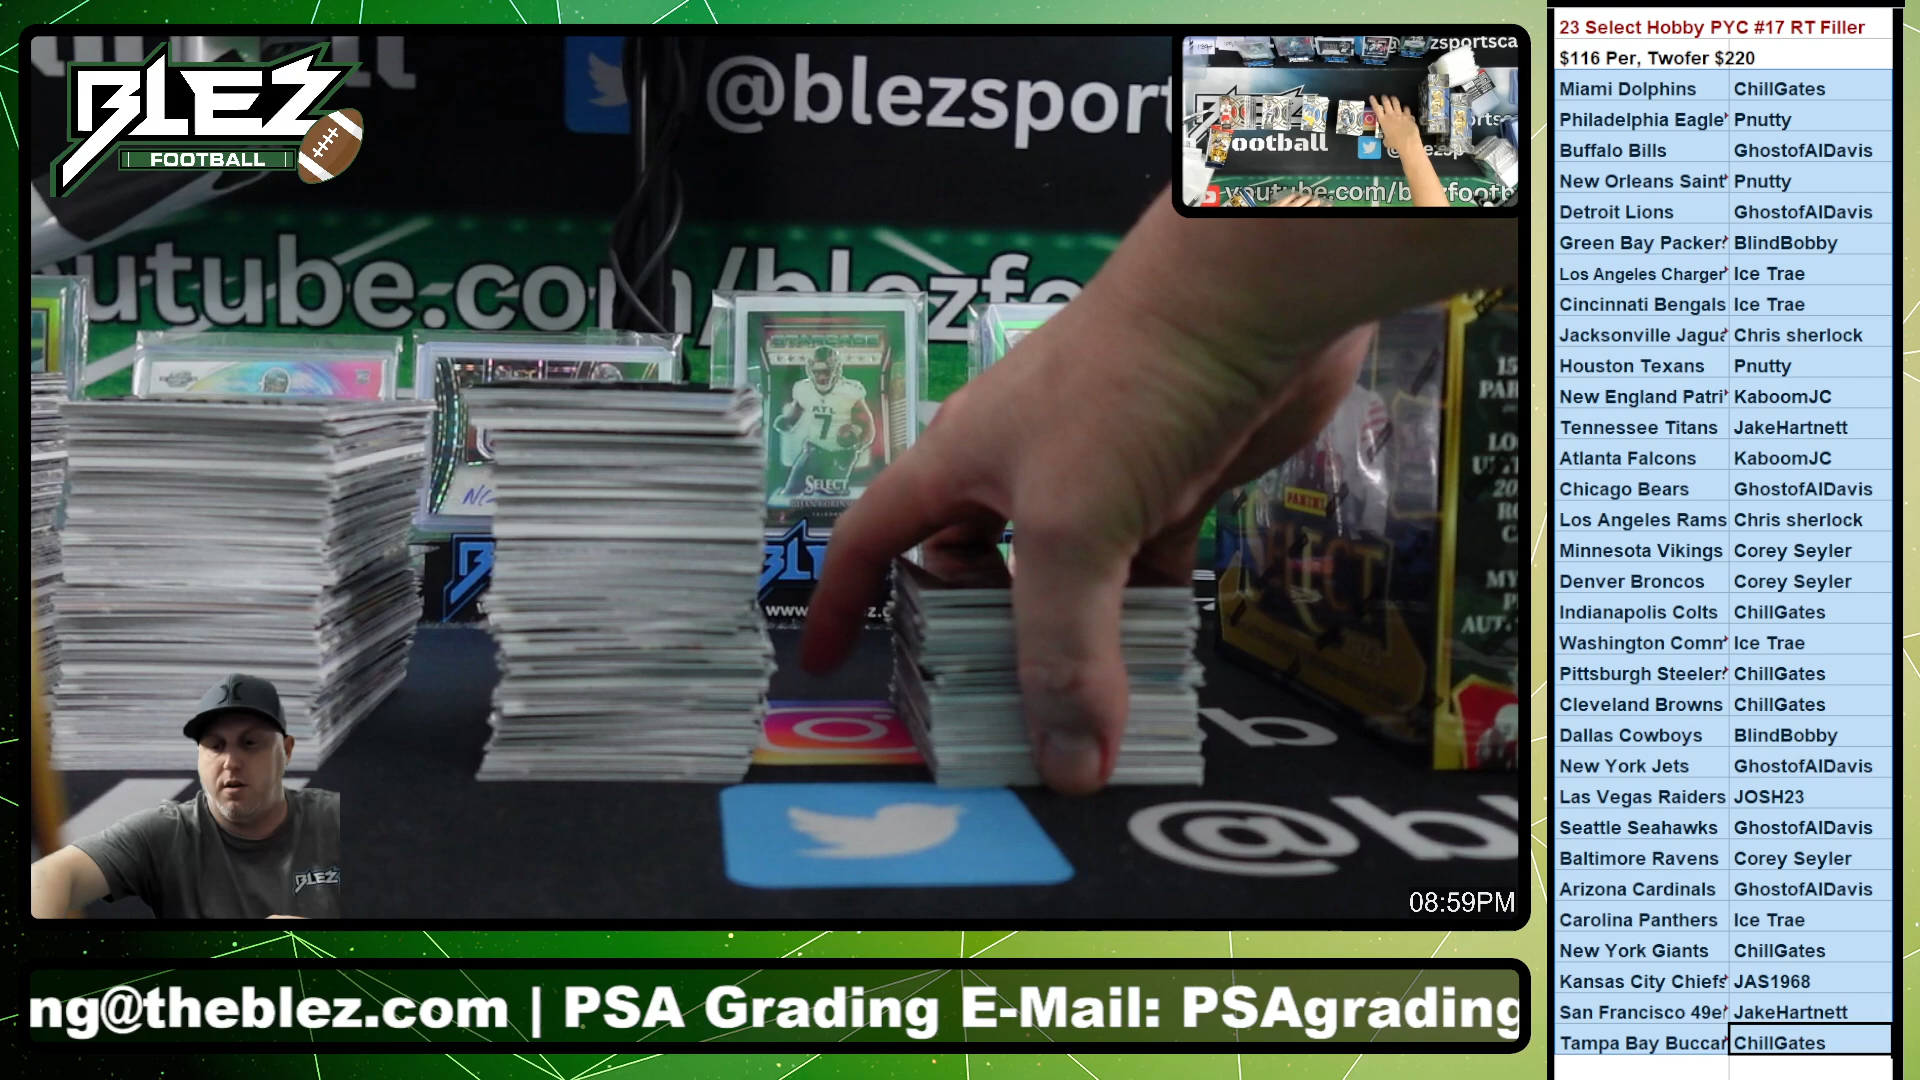 BLEZ
FOOTBALL
@blezsport
zsportsca
ootball
youtube.com/blezfootb
utube.com/blezfo
STARCADE
ATL
7
SELECT
PANINI
BLEZ
08:59PM
ng@theblez.com | PSA Grading E-Mail: PSAgrading
23 Select Hobby PYC #17 RT Filler
$116 Per, Twofer $220
Miami Dolphins ChillGates
Philadelphia Eagle Pnutty
Buffalo Bills GhostofAlDavis
New Orleans Saint Pnutty
Detroit Lions GhostofAlDavis
Green Bay Packer BlindBobby
Los Angeles Charger Ice Trae
Cincinnati Bengals Ice Trae
Jacksonville Jagua Chris sherlock
Houston Texans Pnutty
New England Patri KaboomJC
Tennessee Titans JakeHartnett
Atlanta Falcons KaboomJC
Chicago Bears GhostofAlDavis
Los Angeles Rams Chris sherlock
Minnesota Vikings Corey Seyler
Denver Broncos Corey Seyler
Indianapolis Colts ChillGates
Washington Comm Ice Trae
Pittsburgh Steeler ChillGates
Cleveland Browns ChillGates
Dallas Cowboys BlindBobby
New York Jets GhostofAlDavis
Las Vegas Raiders JOSH23
Seattle Seahawks GhostofAlDavis
Baltimore Ravens Corey Seyler
Arizona Cardinals GhostofAlDavis
Carolina Panthers Ice Trae
New York Giants ChillGates
Kansas City Chiefs JAS1968
San Francisco 49e JakeHartnett
Tampa Bay Buccar ChillGates